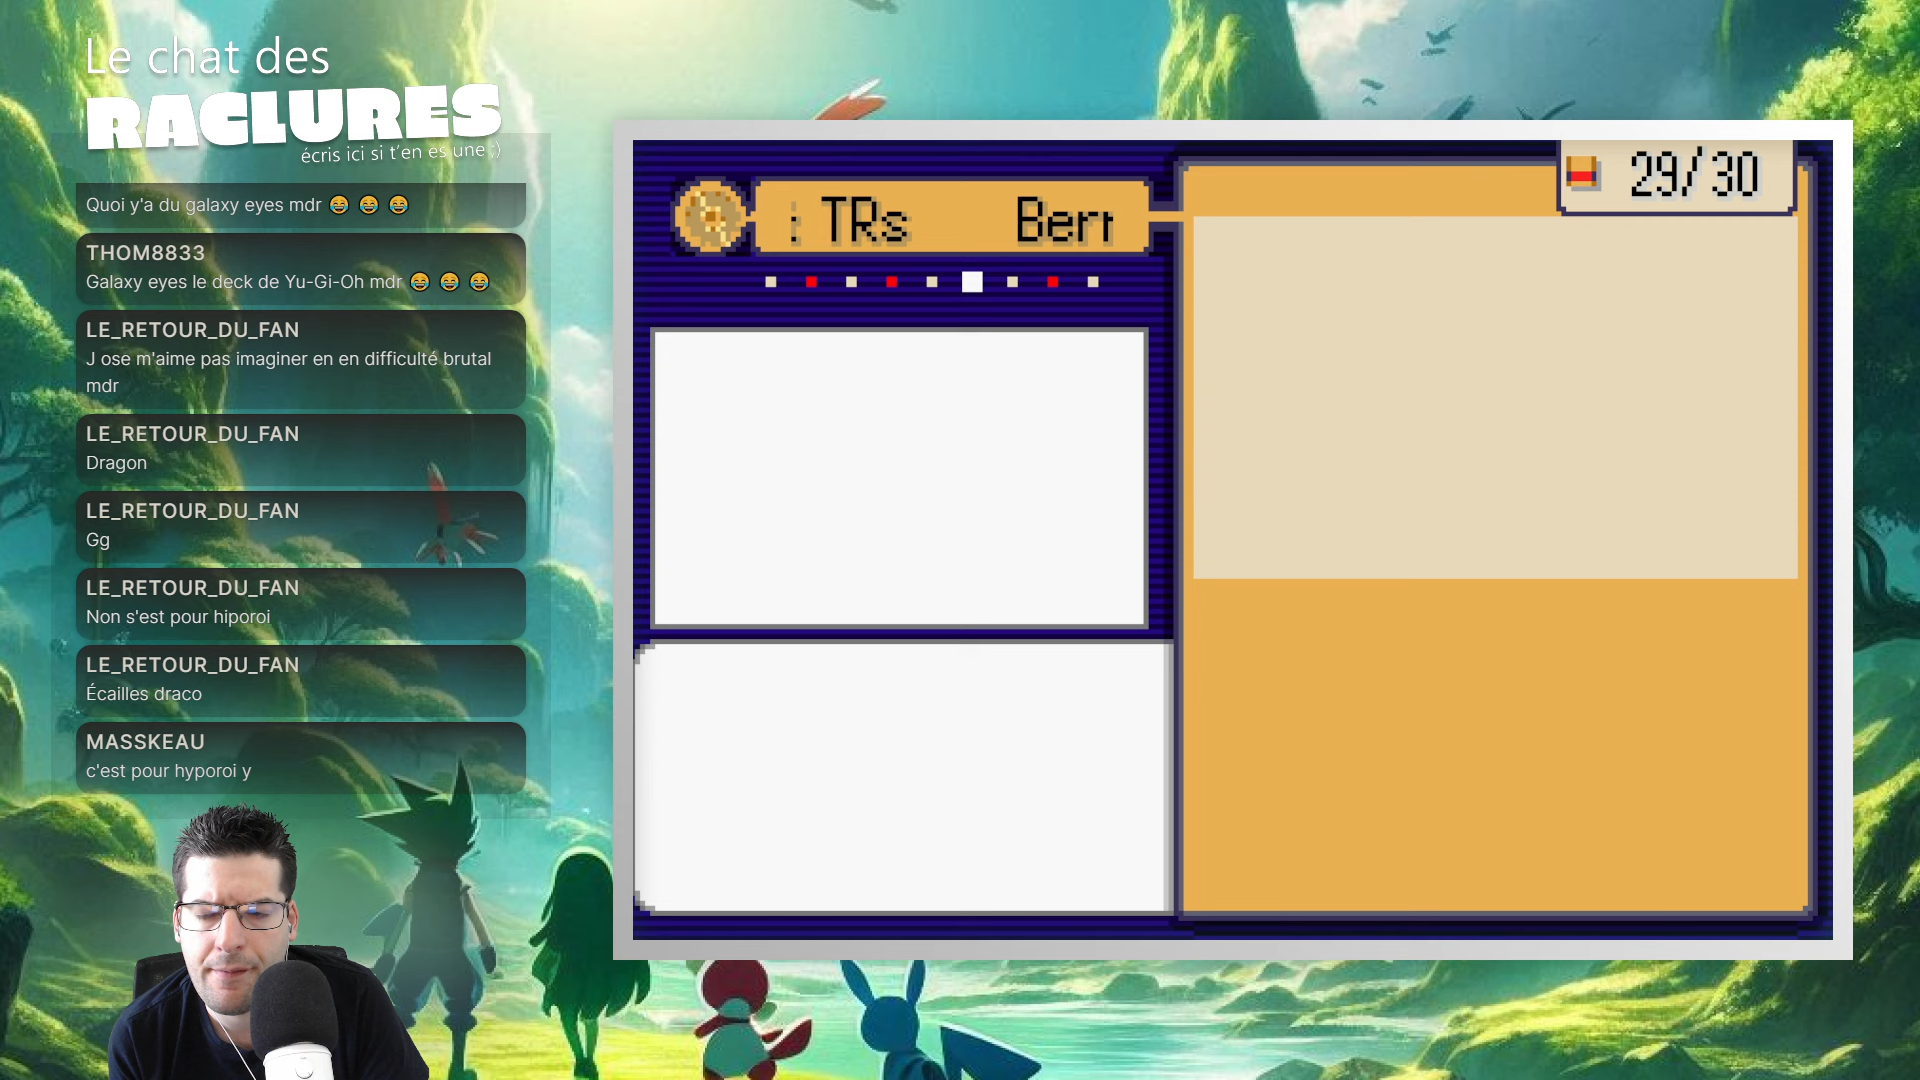 Le chat des
RACLURES
écris ici si t'en es une ;)
Quoi y'a du galaxy eyes mdr 😂 😂 😂
THOM8833
Galaxy eyes le deck de Yu-Gi-Oh mdr 😂 😂 😂
LE_RETOUR_DU_FAN
J ose m'aime pas imaginer en en difficulté brutal
mdr
LE_RETOUR_DU_FAN
Dragon
LE_RETOUR_DU_FAN
Gg
LE_RETOUR_DU_FAN
Non s'est pour hiporoi
LE_RETOUR_DU_FAN
Écailles draco
MASSKEAU
c'est pour hyporoi y
: TRs Berr
29/30